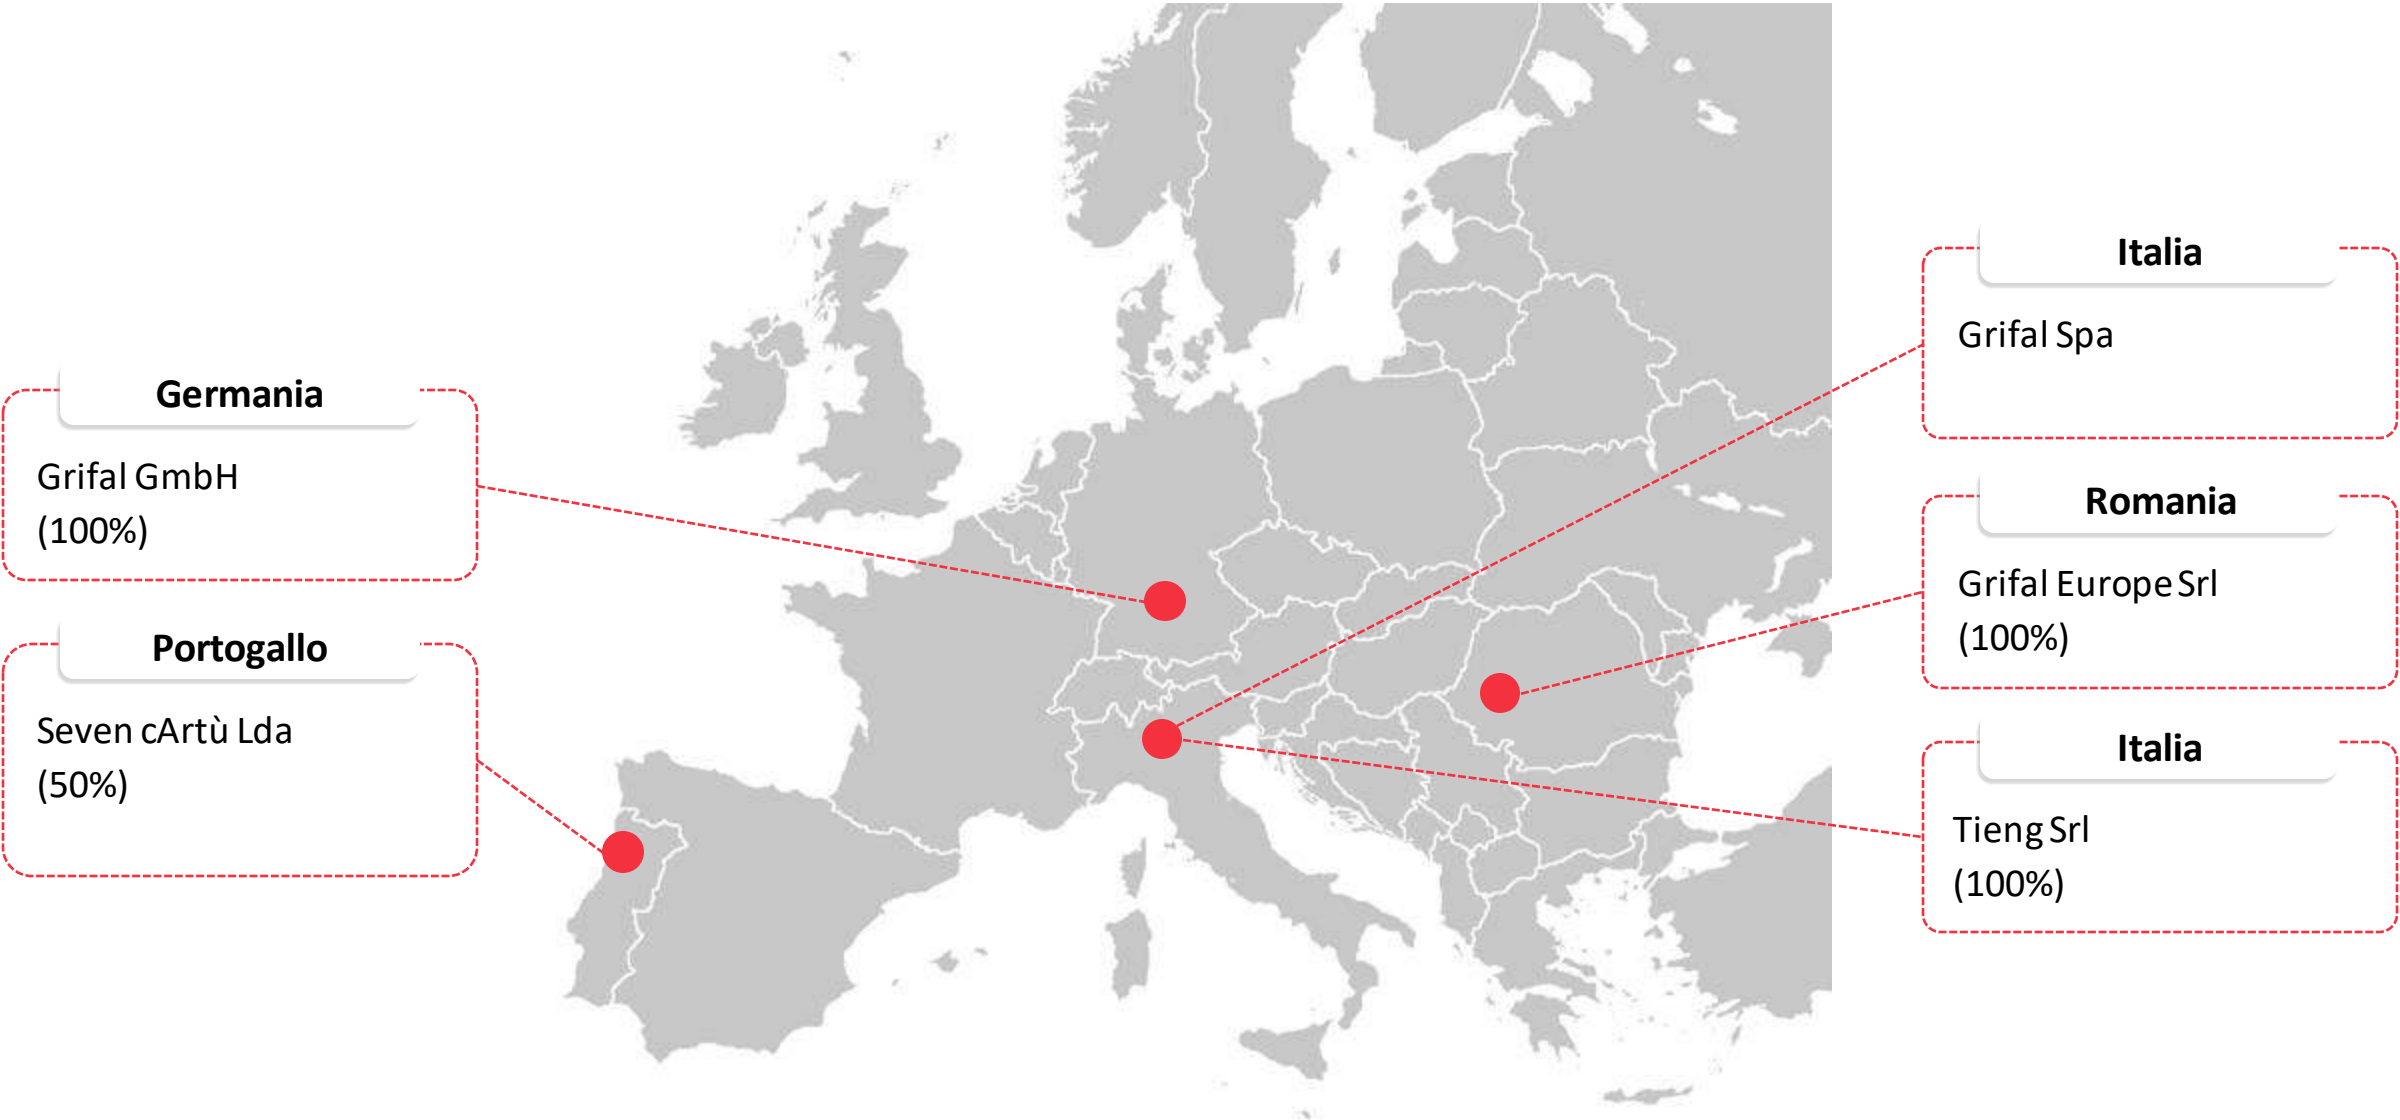 Germania
Grifal GmbH
(100%)
Portogallo
Seven cArtù Lda
(50%)
Italia
Grifal Spa
Romania
Grifal Europe Srl
(100%)
Italia
Tieng Srl
(100%)